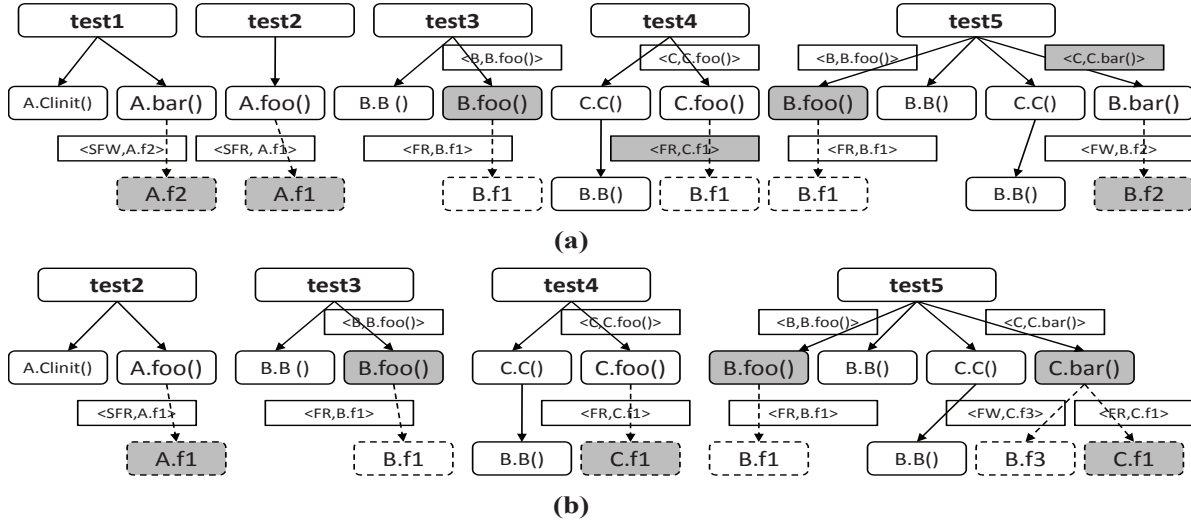 test1 test2 test3 test4 test5
<B,B.foo()> <C,C.foo()> <B,B.foo()> <C,C.bar()>
A.Clinit() A.bar() A.foo() B.B () B.foo() C.C() C.foo() B.foo() B.B() C.C() B.bar()
<SFW,A.f2> <SFR, A.f1> <FR,B.f1> <FR,C.f1> <FR,B.f1> <FW,B.f2>
A.f2 A.f1 B.f1 B.B() B.f1 B.f1 B.B() B.f2
(a)
test2 test3 test4 test5
<B,B.foo()> <C,C.foo()> <B,B.foo()> <C,C.bar()>
A.Clinit() A.foo() B.B () B.foo() C.C() C.foo() B.foo() B.B() C.C() C.bar()
<SFR,A.f1> <FR,B.f1> <FR,C.f1> <FR,B.f1> <FW,C.f3> <FR,C.f1>
A.f1 B.f1 B.B() C.f1 B.f1 B.B() B.f3 C.f1
(b)